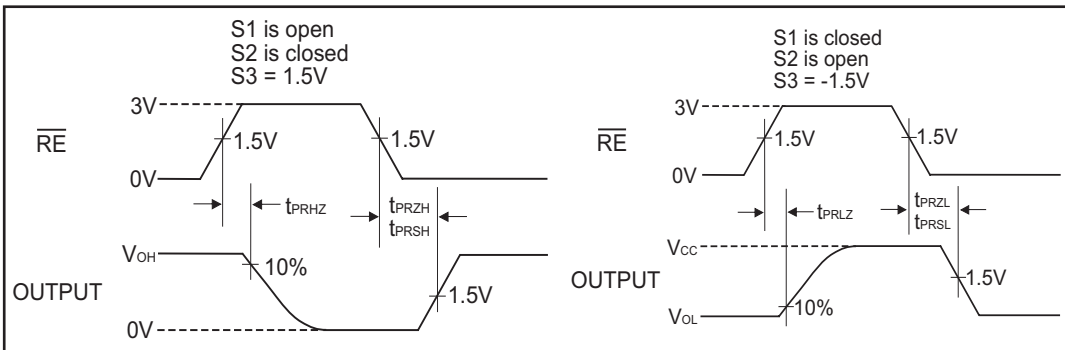 S1 is open
S2 is closed
S3 = 1.5V
3V
RE
1.5V
1.5V
0V
tPRHZ
tPRZH
tPRSH
VOH
10%
OUTPUT
1.5V
0V
S1 is closed
S2 is open
S3 = -1.5V
3V
RE
1.5V
1.5V
0V
tPRLZ
tPRZL
tPRSL
VCC
1.5V
OUTPUT
10%
VOL